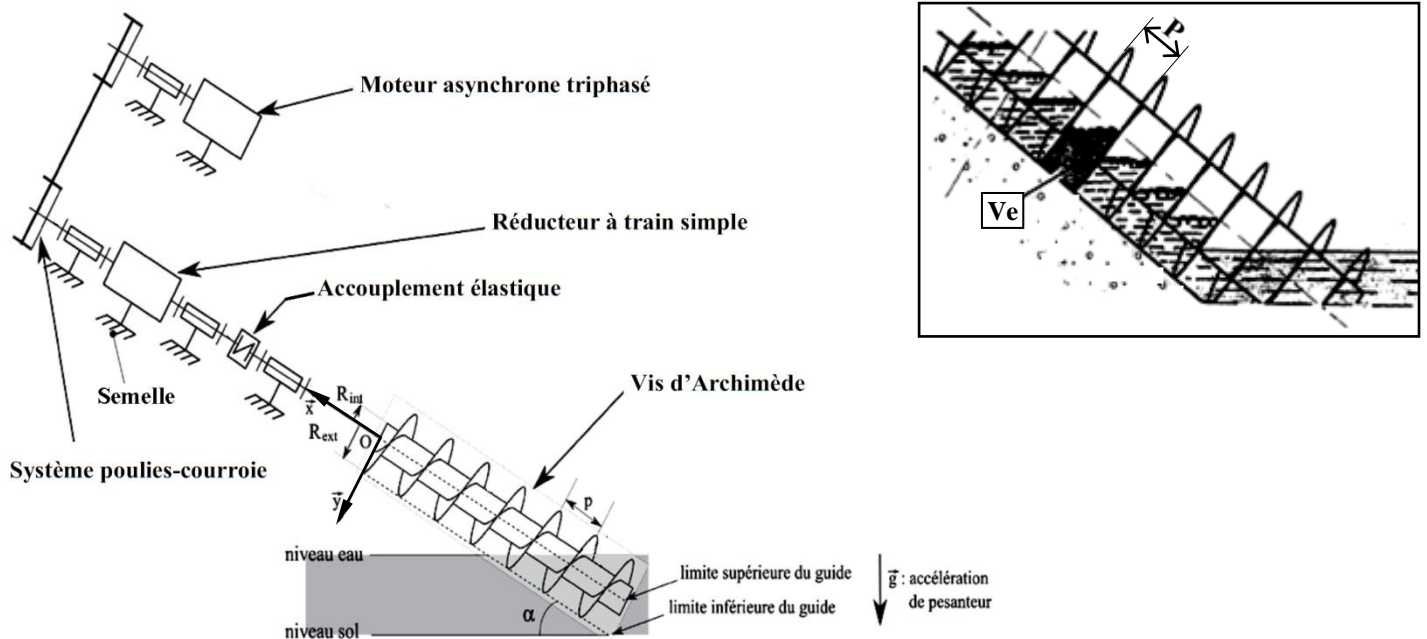 Moteur asynchrone triphasé
Réducteur à train simple
Accouplement élastique
Semelle
Vis d'Archimède
Système poulies-courroie
R_int
R_ext
x
O
y
p
niveau eau
niveau sol
α
limite supérieure du guide
limite inférieure du guide
g : accélération
de pesanteur
P
Ve